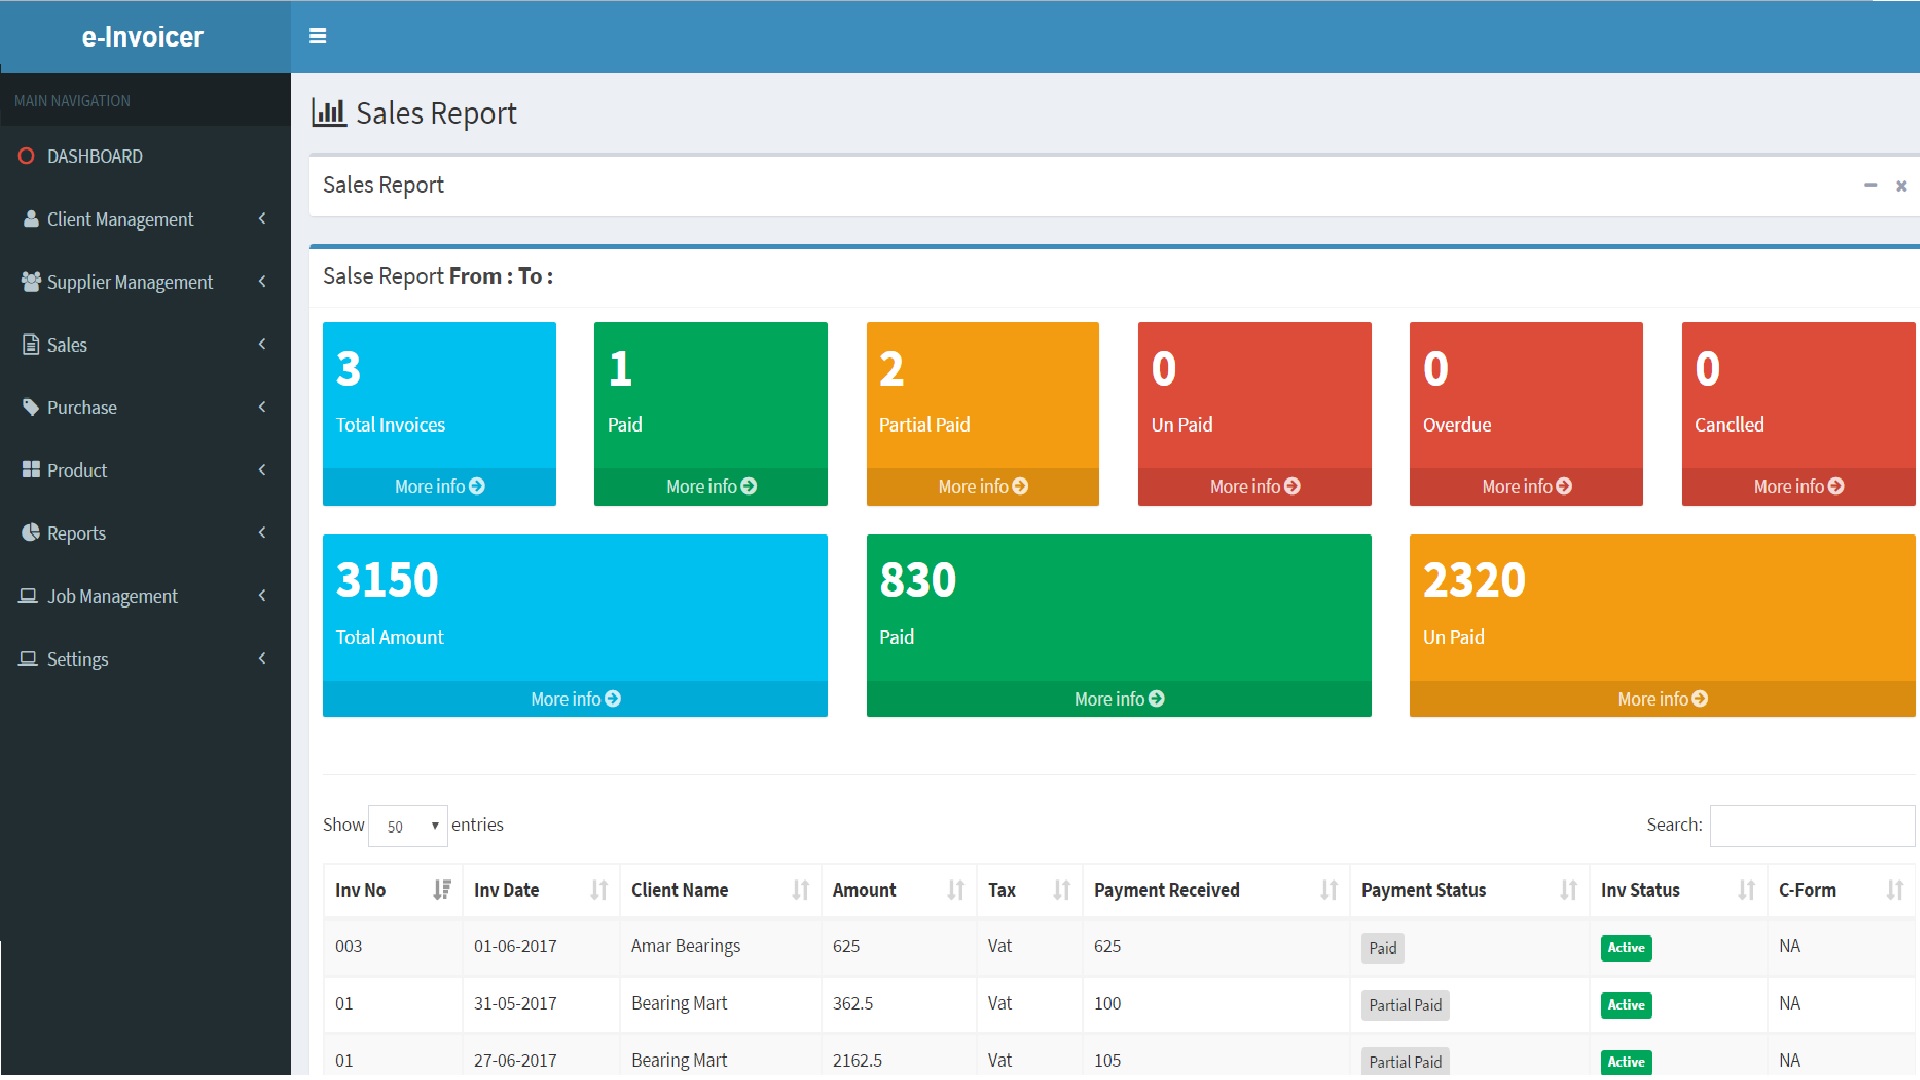 e-Invoicer
MAIN NAVIGATION
DASHBOARD
Client Management
Supplier Management
Sales
Purchase
Product
Reports
Job Management
Settings
Sales Report
Sales Report
Salse Report From : To :
3 1 2 0 0 0
Total Invoices Paid Partial Paid Un Paid Overdue Canclled
More info More info More info More info More info More info
3150 830 2320
Total Amount Paid Un Paid
More info More info More info
Show 50 entries Search:
Inv No Inv Date Client Name Amount Tax Payment Received Payment Status Inv Status C-Form
003 01-06-2017 Amar Bearings 625 Vat 625 Paid Active NA
01 31-05-2017 Bearing Mart 362.5 Vat 100 Partial Paid Active NA
01 27-06-2017 Bearing Mart 2162.5 Vat 105 Partial Paid Active NA